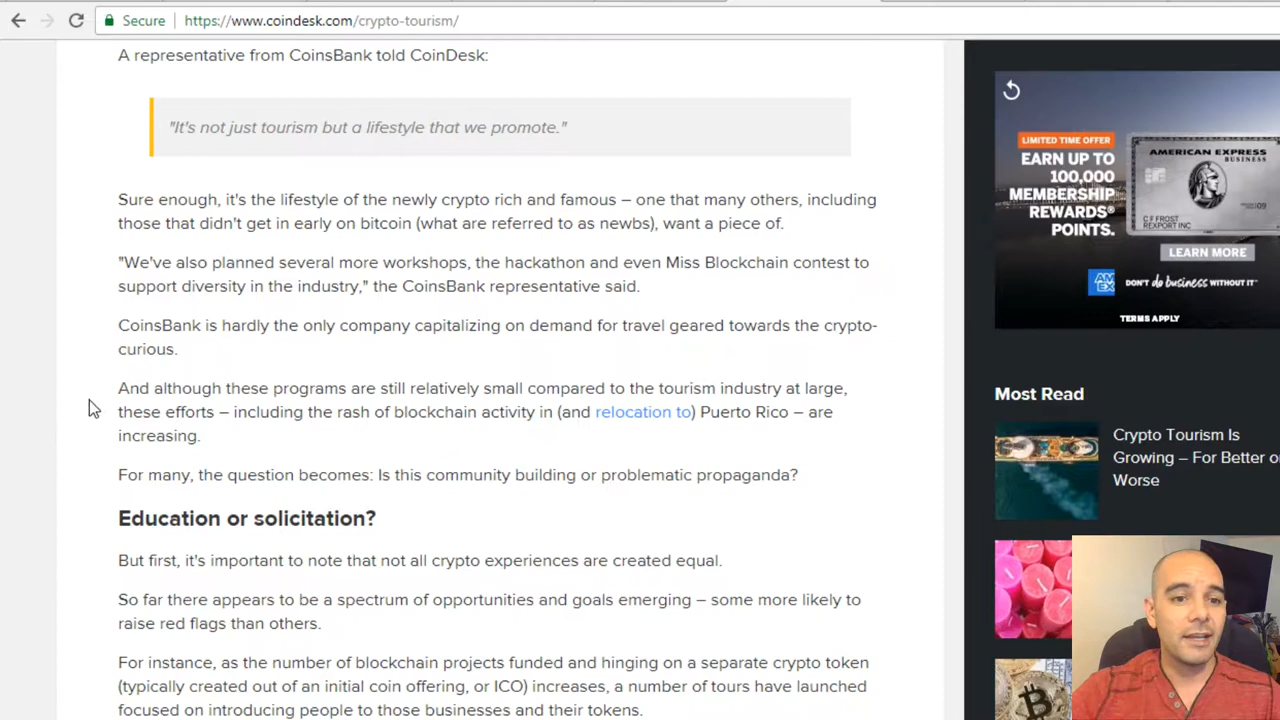 Secure
https://www.coindesk.com/crypto-tourism/
A representative from CoinsBank told CoinDesk:
"It's not just tourism but a lifestyle that we promote."
Sure enough, it's the lifestyle of the newly crypto rich and famous – one that many others, including
those that didn't get in early on bitcoin (what are referred to as newbs), want a piece of.
"We've also planned several more workshops, the hackathon and even Miss Blockchain contest to
support diversity in the industry," the CoinsBank representative said.
CoinsBank is hardly the only company capitalizing on demand for travel geared towards the crypto-
curious.
And although these programs are still relatively small compared to the tourism industry at large,
these efforts – including the rash of blockchain activity in (and relocation to) Puerto Rico – are
increasing.
For many, the question becomes: Is this community building or problematic propaganda?
Education or solicitation?
But first, it's important to note that not all crypto experiences are created equal.
So far there appears to be a spectrum of opportunities and goals emerging – some more likely to
raise red flags than others.
For instance, as the number of blockchain projects funded and hinging on a separate crypto token
(typically created out of an initial coin offering, or ICO) increases, a number of tours have launched
focused on introducing people to those businesses and their tokens.
LIMITED TIME OFFER
EARN UP TO
100,000
MEMBERSHIP
REWARDS®
POINTS.
AMERICAN EXPRESS
BUSINESS
C F FROST
REXPORT INC
LEARN MORE
AM
EX
DON'T do business WITHOUT IT™
TERMS APPLY
Most Read
Crypto Tourism Is
Growing – For Better or
Worse